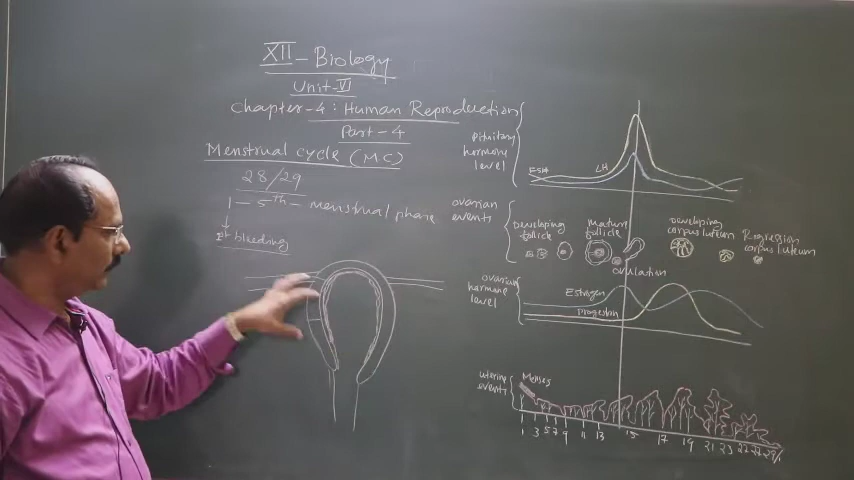 XII - Biology
Unit-VI
Chapter-4: Human Reproduction
Part-4
Menstrual cycle (MC)
28/29
1-5th - menstrual phase
bleeding
Pituitary
hormone
level
FSH
LH
ovarian
events
Developing
follicle
mature
follicle
ovulation
Developing
corpus luteum
Regression
corpus luteum
ovarian
hormone
level
Estrogen
uterine
events
Menses
1 3 5 7 9 11 13 15 17 19 21 23